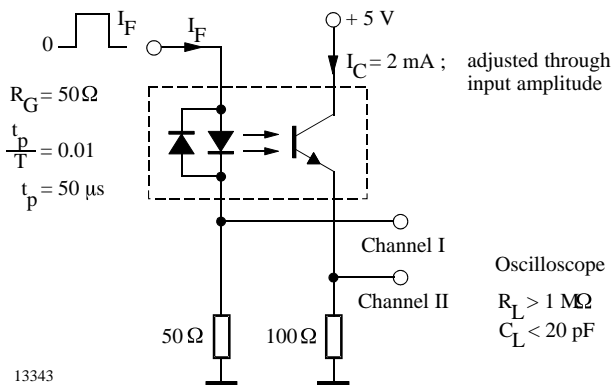 + 5 V
I_F
0
I_F
I_C = 2 mA ; adjusted through
input amplitude
R_G = 50 Ω
t_p
T
= 0.01
t_p = 50 μs
Channel I
Channel II
Oscilloscope
R_L > 1 MΩ
C_L < 20 pF
50 Ω
100 Ω
13343